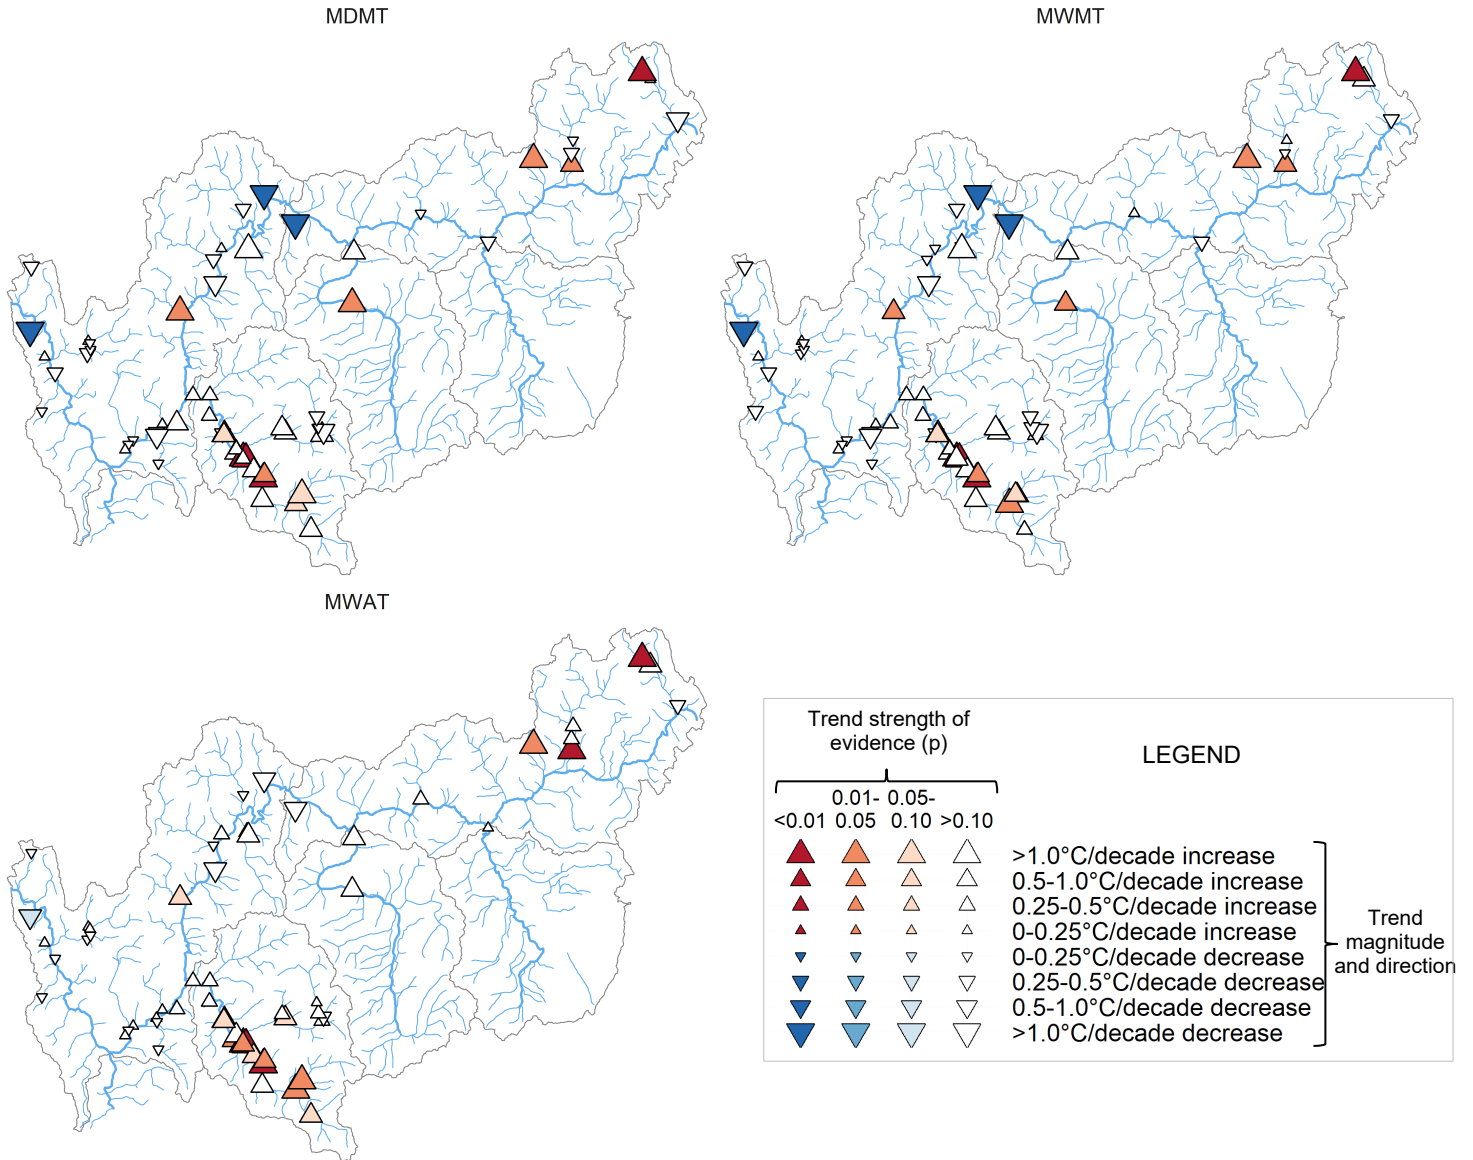 MDMT
MWMT
MWAT
Trend strength of
evidence (p)
LEGEND
0.01- 0.05-
<0.01 0.05 0.10 >0.10
>1.0°C/decade increase
0.5-1.0°C/decade increase
0.25-0.5°C/decade increase
0-0.25°C/decade increase
0-0.25°C/decade decrease
0.25-0.5°C/decade decrease
0.5-1.0°C/decade decrease
>1.0°C/decade decrease
Trend
magnitude
and direction